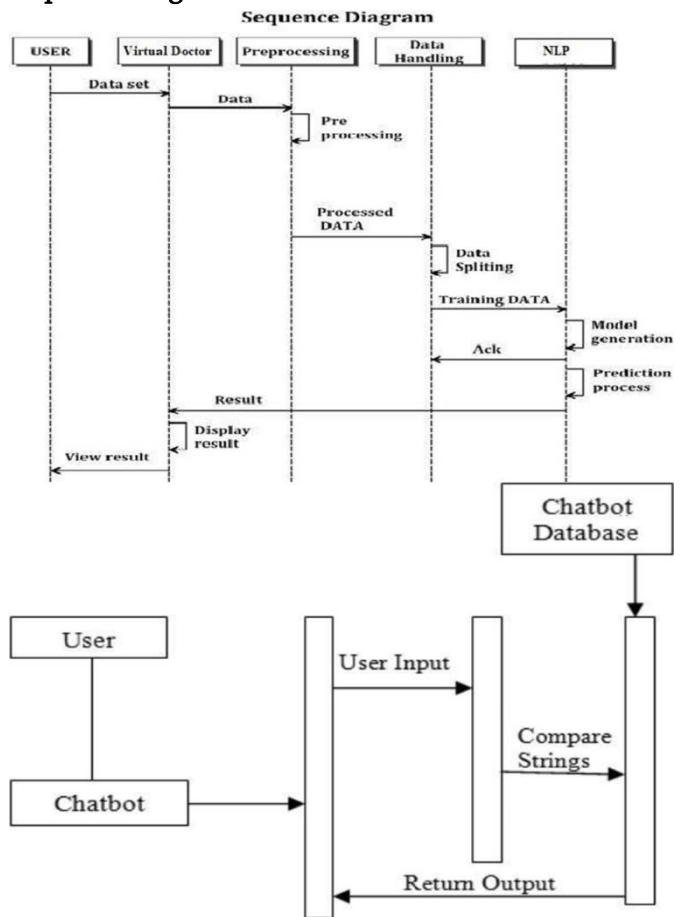 Sequence Diagram
USER
Virtual Doctor
Preprocessing
Data
Handling
NLP
Data set
Data
Pre
processing
Processed
DATA
Data
Spliting
Training DATA
Model
generation
Ack
Prediction
process
Result
Display
result
View result
Chatbot
Database
User
User Input
Compare
Strings
Chatbot
Return Output